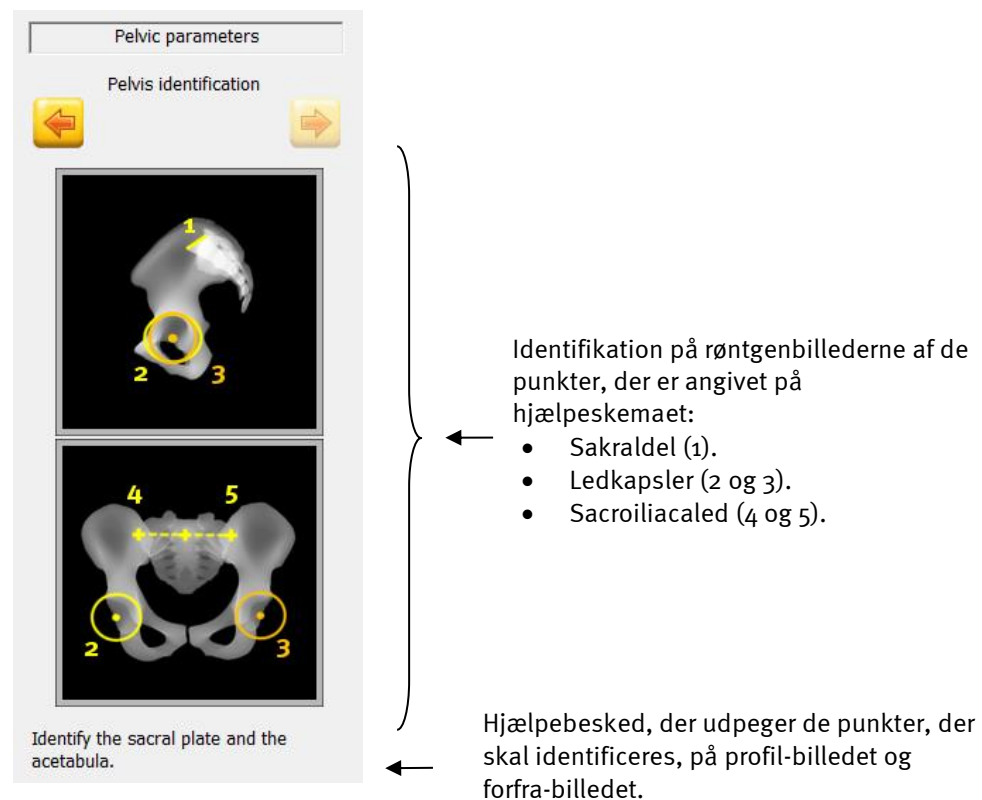 Pelvic parameters
Pelvis identification
1
2
3
4
5
2
3
Identify the sacral plate and the
acetabula.
Identifikation på røntgenbillederne af de
punkter, der er angivet på
hjælpeskemaet:
• Sakraldel (1).
• Ledkapsler (2 og 3).
• Sacroiliacaled (4 og 5).
Hjælpebesked, der udpeger de punkter, der
skal identificeres, på profil-billedet og
forfra-billedet.